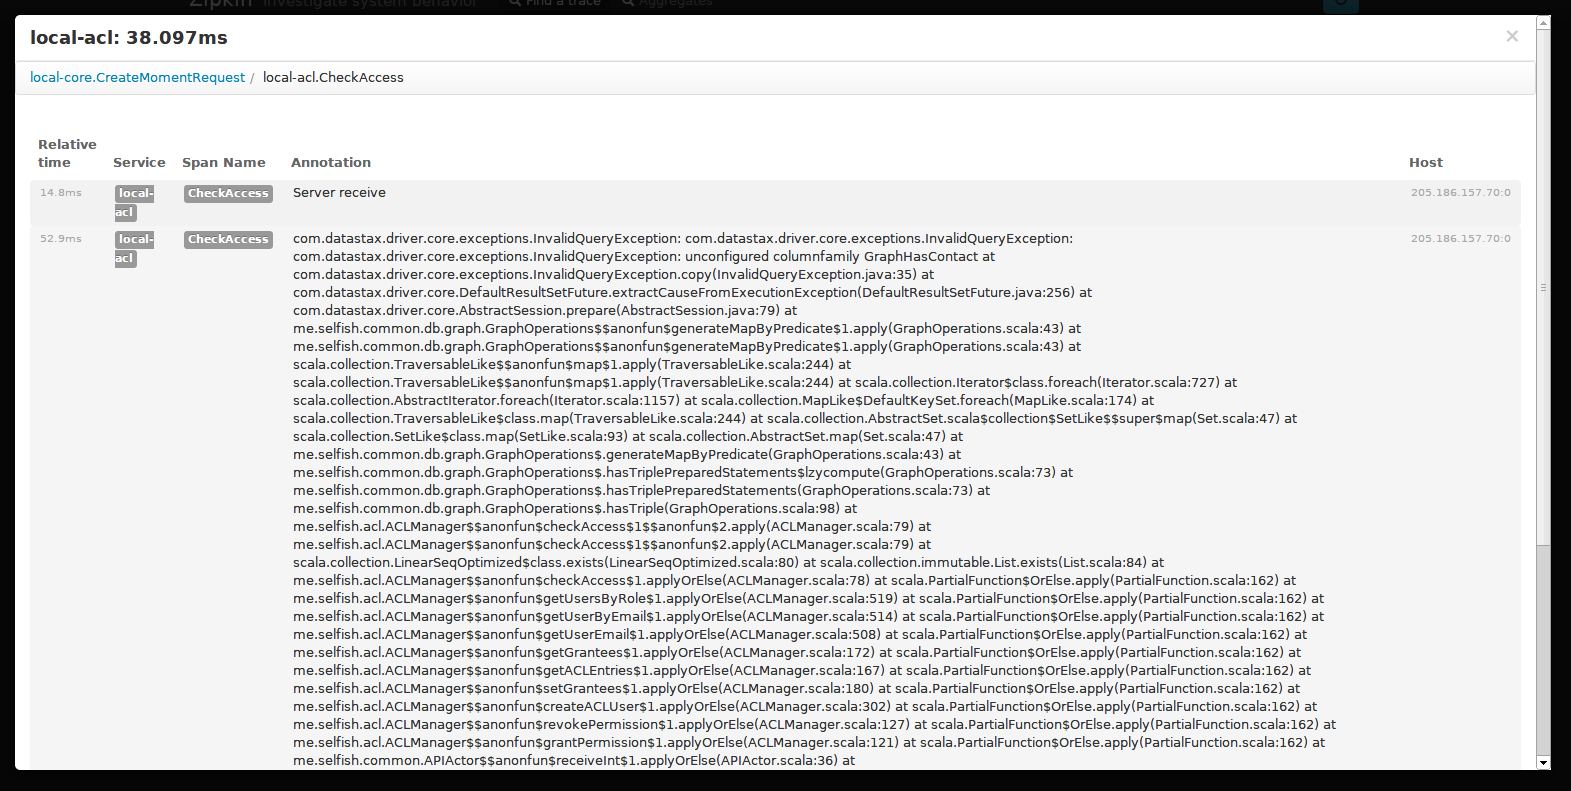 Zipkin Investigate system behavior Find a trace Aggregates
local-acl: 38.097ms ×
local-core.CreateMomentRequest / local-acl.CheckAccess
Relative
time Service Span Name Annotation Host
14.8ms local- CheckAccess Server receive 205.186.157.70:0
acl
52.9ms local- CheckAccess com.datastax.driver.core.exceptions.InvalidQueryException: com.datastax.driver.core.exceptions.InvalidQueryException: 205.186.157.70:0
acl com.datastax.driver.core.exceptions.InvalidQueryException: unconfigured columnfamily GraphHasContact at
com.datastax.driver.core.exceptions.InvalidQueryException.copy(InvalidQueryException.java:35) at
com.datastax.driver.core.DefaultResultSetFuture.extractCauseFromExecutionException(DefaultResultSetFuture.java:256) at
com.datastax.driver.core.AbstractSession.prepare(AbstractSession.java:79) at
me.selfish.common.db.graph.GraphOperations$$anonfun$generateMapByPredicate$1.apply(GraphOperations.scala:43) at
me.selfish.common.db.graph.GraphOperations$$anonfun$generateMapByPredicate$1.apply(GraphOperations.scala:43) at
scala.collection.TraversableLike$$anonfun$map$1.apply(TraversableLike.scala:244) at
scala.collection.TraversableLike$$anonfun$map$1.apply(TraversableLike.scala:244) at scala.collection.Iterator$class.foreach(Iterator.scala:727) at
scala.collection.AbstractIterator.foreach(Iterator.scala:1157) at scala.collection.MapLike$DefaultKeySet.foreach(MapLike.scala:174) at
scala.collection.TraversableLike$class.map(TraversableLike.scala:244) at scala.collection.AbstractSet.scala$collection$SetLike$$super$map(Set.scala:47) at
scala.collection.SetLike$class.map(SetLike.scala:93) at scala.collection.AbstractSet.map(Set.scala:47) at
me.selfish.common.db.graph.GraphOperations$.generateMapByPredicate(GraphOperations.scala:43) at
me.selfish.common.db.graph.GraphOperations$.hasTriplePreparedStatements$lzycompute(GraphOperations.scala:73) at
me.selfish.common.db.graph.GraphOperations$.hasTriplePreparedStatements(GraphOperations.scala:73) at
me.selfish.common.db.graph.GraphOperations$.hasTriple(GraphOperations.scala:98) at
me.selfish.acl.ACLManager$$anonfun$checkAccess$1$$anonfun$2.apply(ACLManager.scala:79) at
me.selfish.acl.ACLManager$$anonfun$checkAccess$1$$anonfun$2.apply(ACLManager.scala:79) at
scala.collection.LinearSeqOptimized$class.exists(LinearSeqOptimized.scala:80) at scala.collection.immutable.List.exists(List.scala:84) at
me.selfish.acl.ACLManager$$anonfun$checkAccess$1.applyOrElse(ACLManager.scala:78) at scala.PartialFunction$OrElse.apply(PartialFunction.scala:162) at
me.selfish.acl.ACLManager$$anonfun$getUsersByRole$1.applyOrElse(ACLManager.scala:519) at scala.PartialFunction$OrElse.apply(PartialFunction.scala:162) at
me.selfish.acl.ACLManager$$anonfun$getUserByEmail$1.applyOrElse(ACLManager.scala:514) at scala.PartialFunction$OrElse.apply(PartialFunction.scala:162) at
me.selfish.acl.ACLManager$$anonfun$getUserEmail$1.applyOrElse(ACLManager.scala:508) at scala.PartialFunction$OrElse.apply(PartialFunction.scala:162) at
me.selfish.acl.ACLManager$$anonfun$getGrantees$1.applyOrElse(ACLManager.scala:172) at scala.PartialFunction$OrElse.apply(PartialFunction.scala:162) at
me.selfish.acl.ACLManager$$anonfun$getACLEntries$1.applyOrElse(ACLManager.scala:167) at scala.PartialFunction$OrElse.apply(PartialFunction.scala:162) at
me.selfish.acl.ACLManager$$anonfun$setGrantees$1.applyOrElse(ACLManager.scala:180) at scala.PartialFunction$OrElse.apply(PartialFunction.scala:162) at
me.selfish.acl.ACLManager$$anonfun$createACLUser$1.applyOrElse(ACLManager.scala:302) at scala.PartialFunction$OrElse.apply(PartialFunction.scala:162) at
me.selfish.acl.ACLManager$$anonfun$revokePermission$1.applyOrElse(ACLManager.scala:127) at scala.PartialFunction$OrElse.apply(PartialFunction.scala:162) at
me.selfish.acl.ACLManager$$anonfun$grantPermission$1.applyOrElse(ACLManager.scala:121) at scala.PartialFunction$OrElse.apply(PartialFunction.scala:162) at
me.selfish.common.APIActor$$anonfun$receiveInt$1.applyOrElse(APIActor.scala:36) at